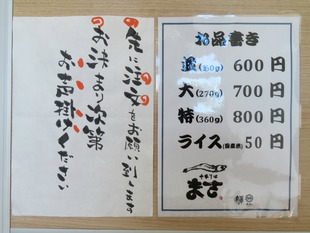 先に注文をお願い致します
お決まり次第
お声掛けください
お品書き
並(160g) 600円
大(270g) 700円
特(360g) 800円
ライス 50円
まさ